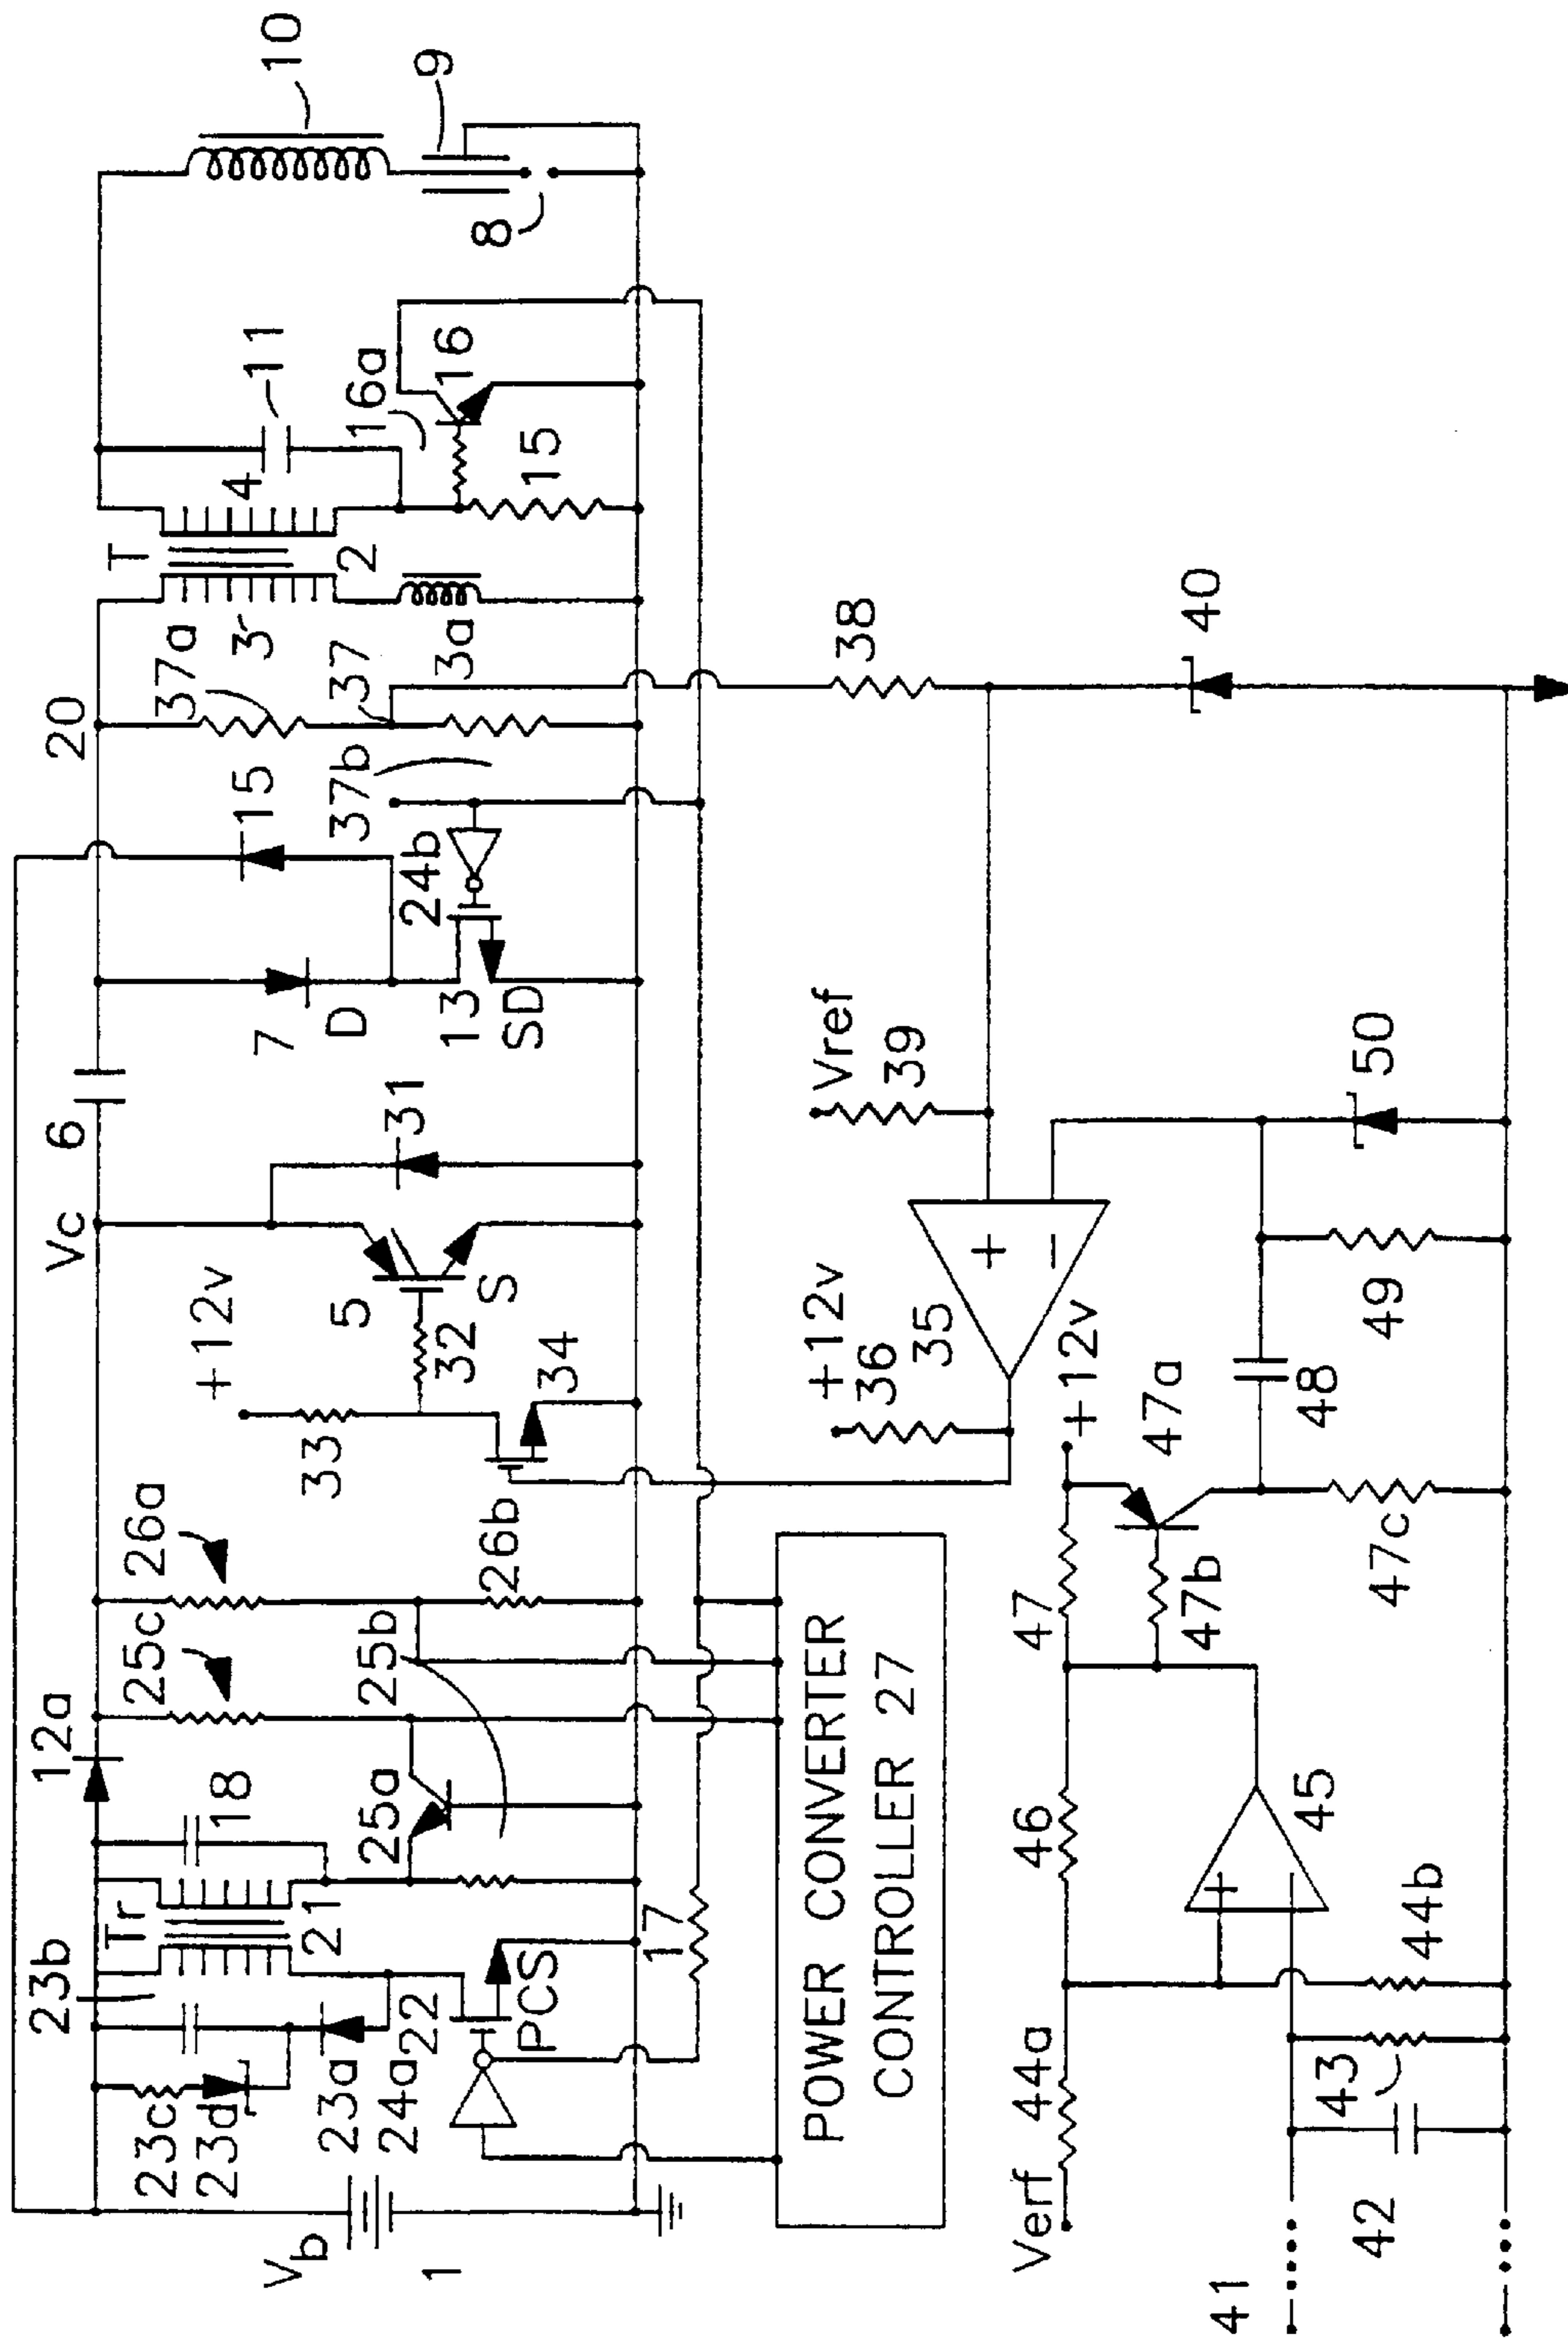 20
10
Vc
6
12a
23b
Tr
18
25c
26a
+12v
7
D
15
37a
3
T
4
11
16a
16
9
8
23c
23d
23a
24a
22
21
25a
25b
26b
33
32
5
S
31
34
13
SD
24b
37b
37
3a
2
15
Vb
1
PCS
17
POWER CONVERTER
CONTROLLER 27
38
Vref
39
+12v
36
35
+
−
40
Verf
44a
46
47
+12v
47a
47b
48
50
+
−
45
44b
43
42
41
47c
49